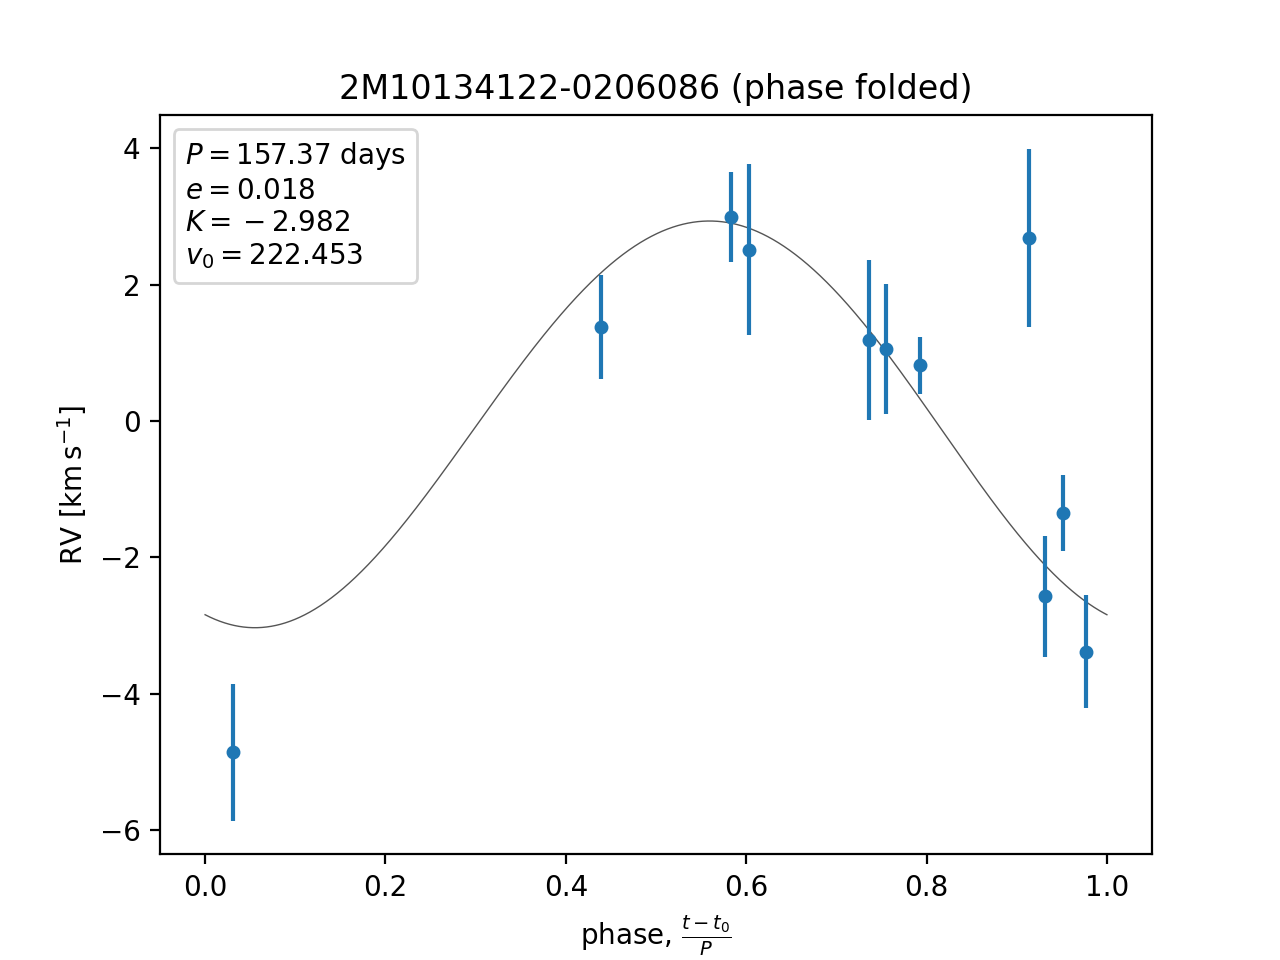 2M10134122-0206086 (phase folded)
P = 157.37 days
e = 0.018
K = −2.982
v₀ = 222.453
4
2
0
−2
−4
−6
RV [km s⁻¹]
0.0 0.2 0.4 0.6 0.8 1.0
phase, (t − t₀)/P